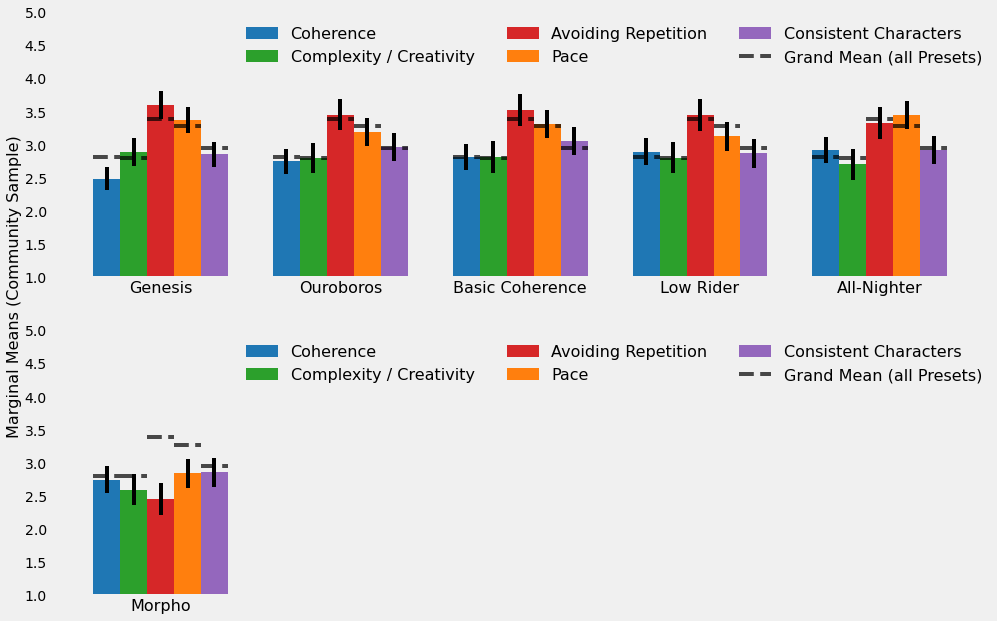 Marginal Means (Community Sample)
5.0
4.5
4.0
3.5
3.0
2.5
2.0
1.5
1.0
Coherence
Complexity / Creativity
Avoiding Repetition
Pace
Consistent Characters
Grand Mean (all Presets)
Genesis
Ouroboros
Basic Coherence
Low Rider
All-Nighter
5.0
4.5
4.0
3.5
3.0
2.5
2.0
1.5
1.0
Coherence
Complexity / Creativity
Avoiding Repetition
Pace
Consistent Characters
Grand Mean (all Presets)
Morpho